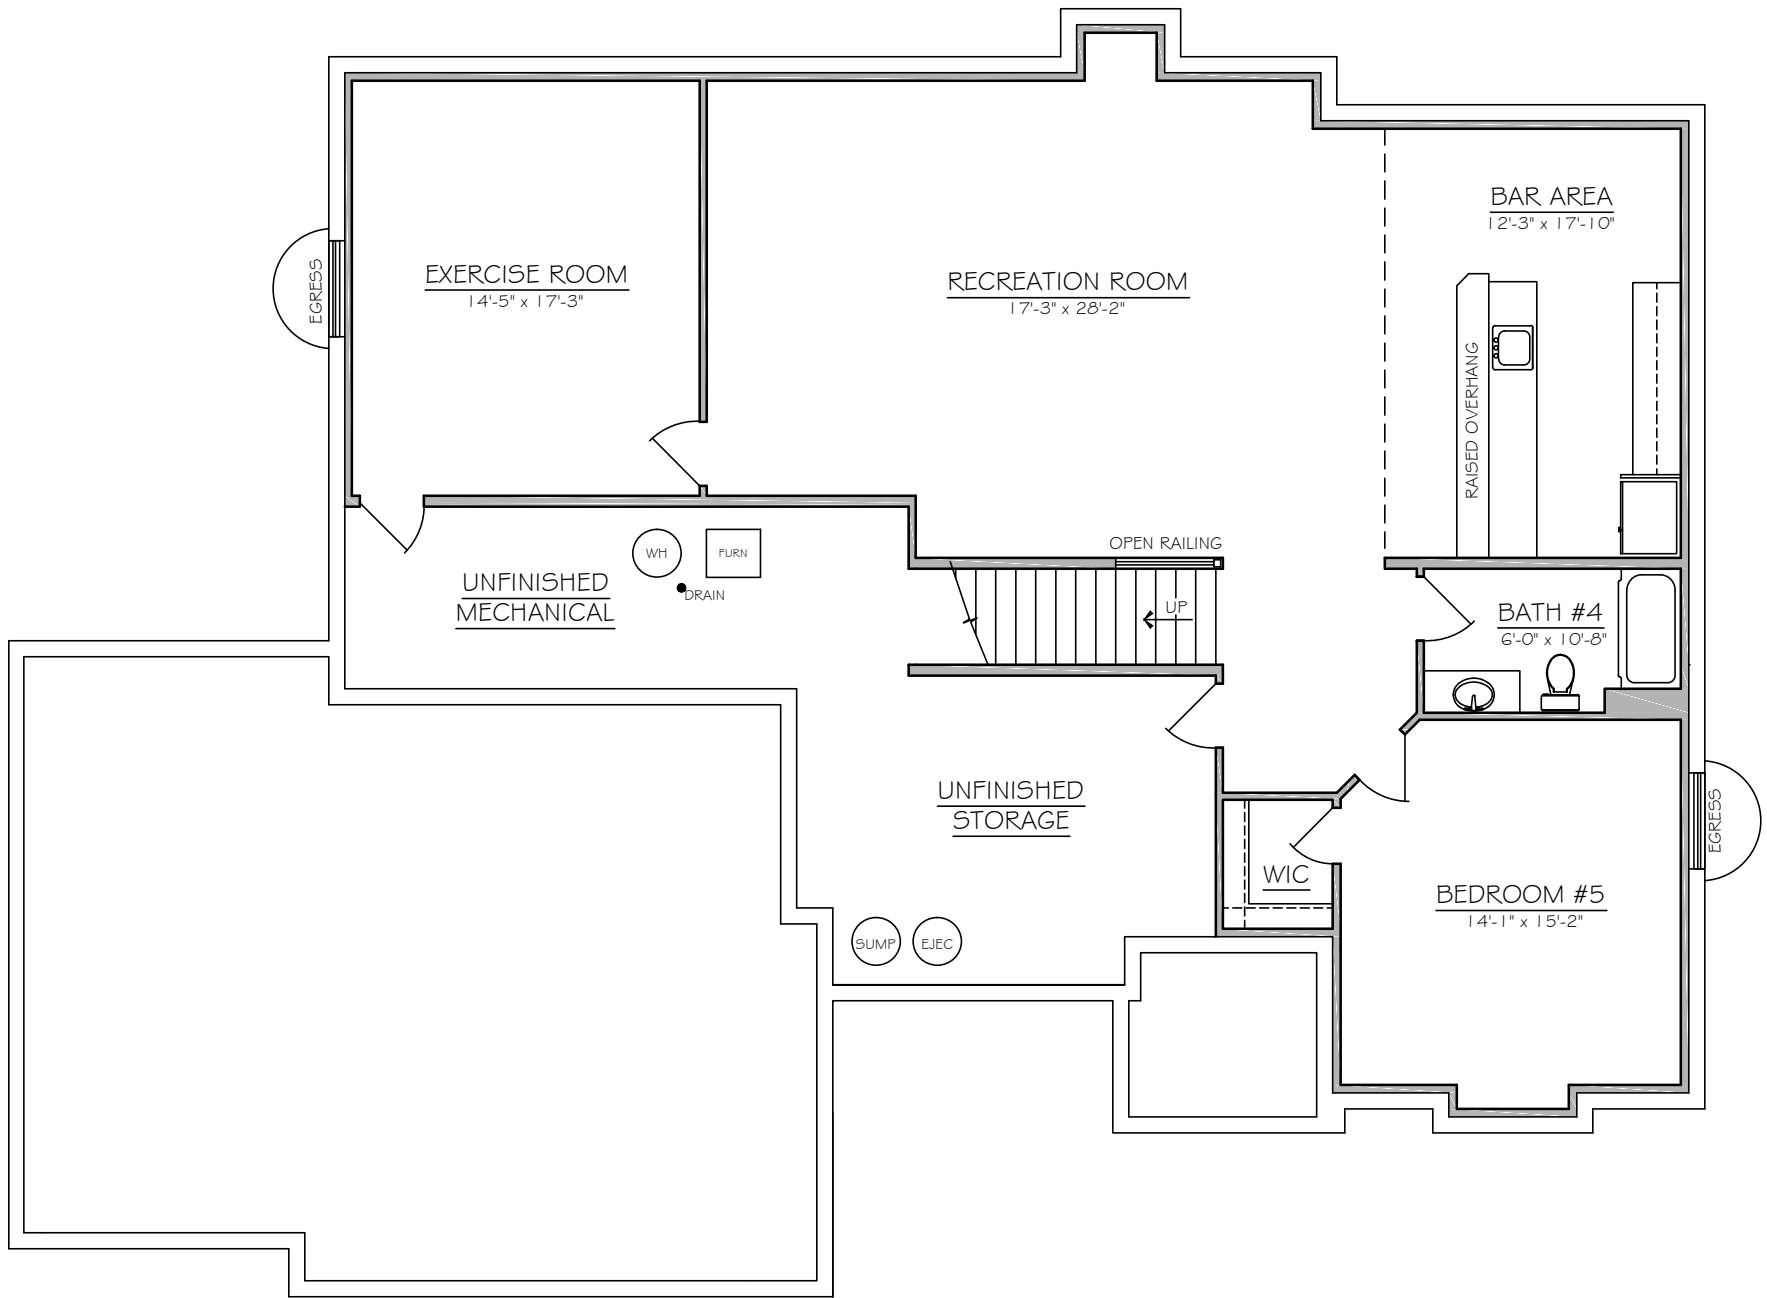 BAR AREA
12'-3" x 17'-10"
EXERCISE ROOM
14'-5" x 17'-3"
RECREATION ROOM
17'-3" x 28'-2"
EGRESS
RAISED OVERHANG
OPEN RAILING
WH
FURN
DRAIN
UNFINISHED
MECHANICAL
UP
BATH #4
6'-0" x 10'-8"
UNFINISHED
STORAGE
EGRESS
WIC
BEDROOM #5
14'-1" x 15'-2"
SUMP
EJEC